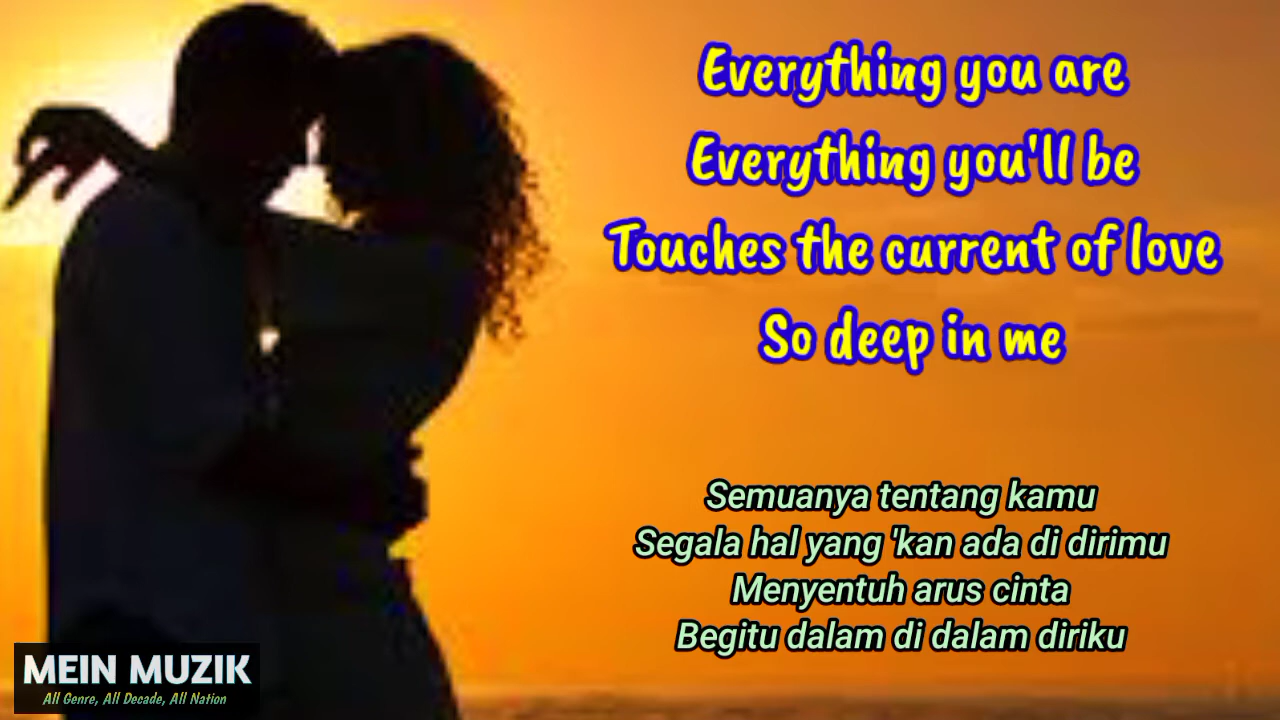 Everything you are
Everything you'll be
Touches the current of love
So deep in me
Semuanya tentang kamu
Segala hal yang 'kan ada di dirimu
Menyentuh arus cinta
Begitu dalam di dalam diriku
MEIN MUZIK
All Genre, All Decade, All Nation